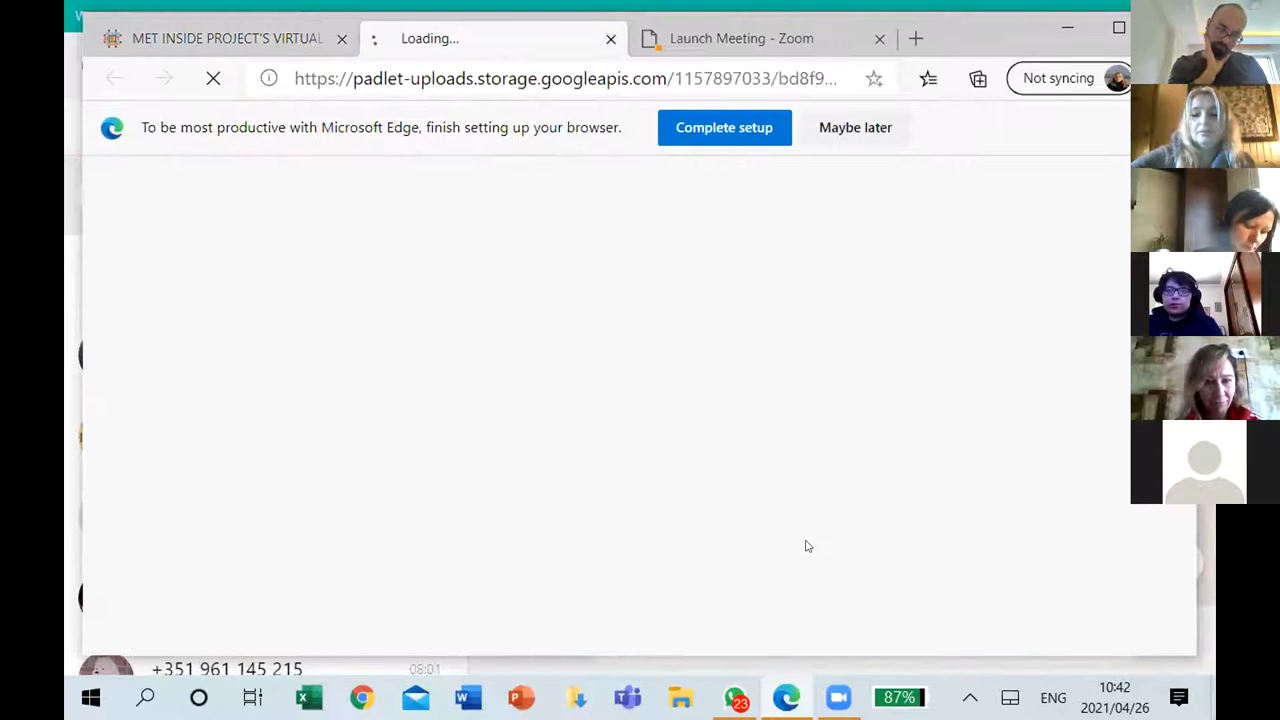 MET INSIDE PROJECT'S VIRTUAL
Loading...
Launch Meeting - Zoom
https://padlet-uploads.storage.googleapis.com/1157897033/bd8f9...
Not syncing
To be most productive with Microsoft Edge, finish setting up your browser.
Complete setup
Maybe later
+351 961 145 215
08:01
23
87%
ENG
10:42
2021/04/26